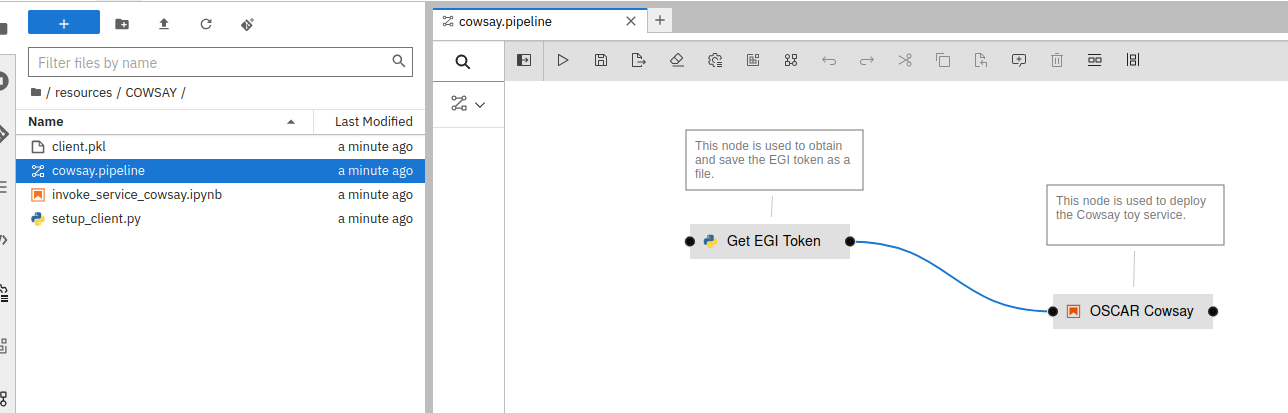 Filter files by name
/ resources / COWSAY /
Name Last Modified
client.pkl a minute ago
cowsay.pipeline a minute ago
invoke_service_cowsay.ipynb a minute ago
setup_client.py a minute ago
cowsay.pipeline
This node is used to obtain
and save the EGI token as a
file.
Get EGI Token
This node is used to deploy
the Cowsay toy service.
OSCAR Cowsay